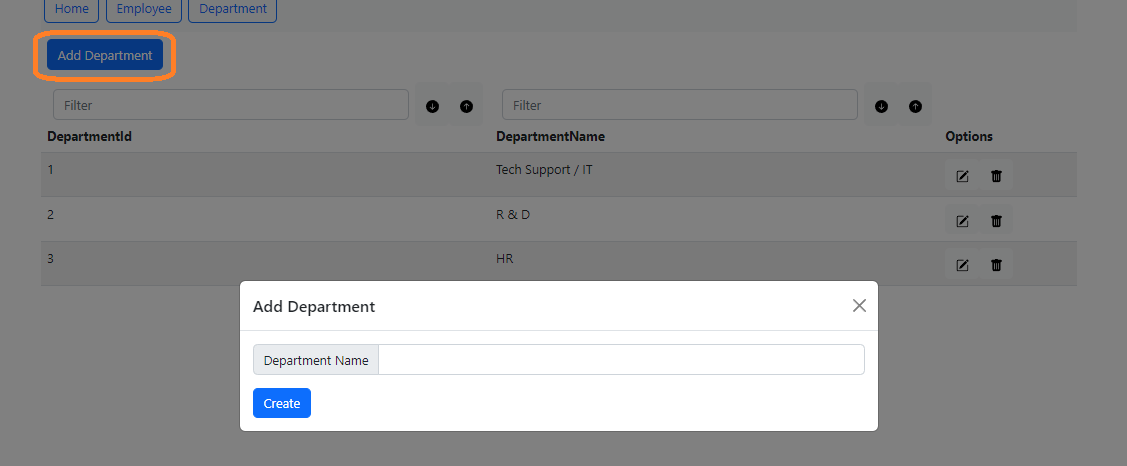 Home Employee Department
Add Department
Filter Filter
DepartmentId DepartmentName Options
1 Tech Support / IT
2 R & D
3 HR
Add Department
Department Name
Create